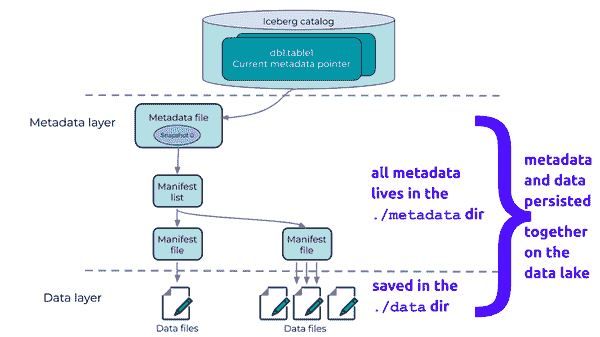 Iceberg catalog
db1.table1
Current metadata pointer
Metadata layer
Metadata file
Snapshot 0
Manifest
list
Manifest
file
Manifest
file
all metadata
lives in the
./metadata dir
metadata
and data
persisted
together
on the
data lake
Data layer
Data files
Data files
saved in the
./data dir